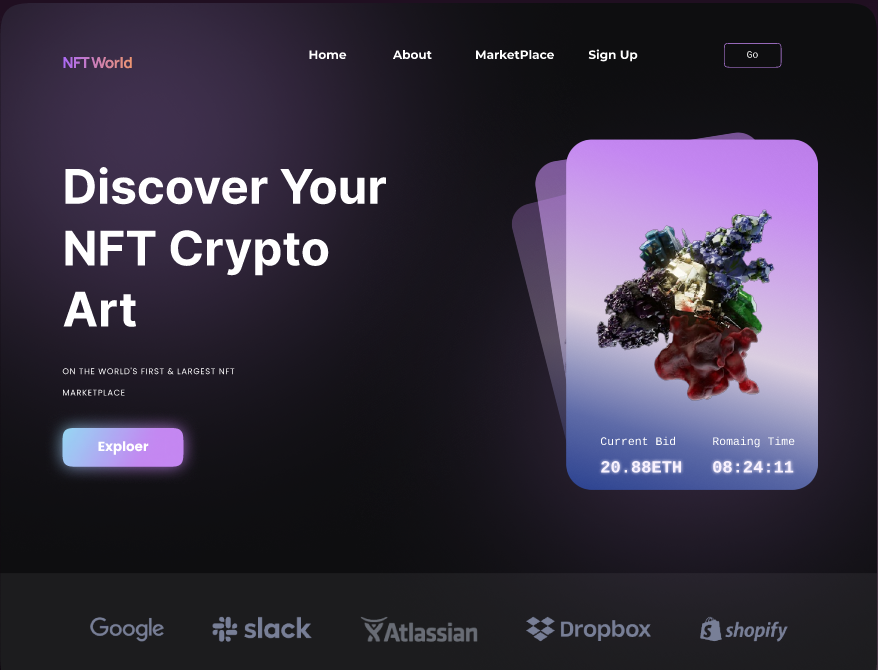 NFT World
Home About MarketPlace Sign Up Go
Discover Your
NFT Crypto
Art
ON THE WORLD'S FIRST & LARGEST NFT
MARKETPLACE
Exploer
Current Bid Romaing Time
20.88ETH 08:24:11
Google slack Atlassian Dropbox shopify